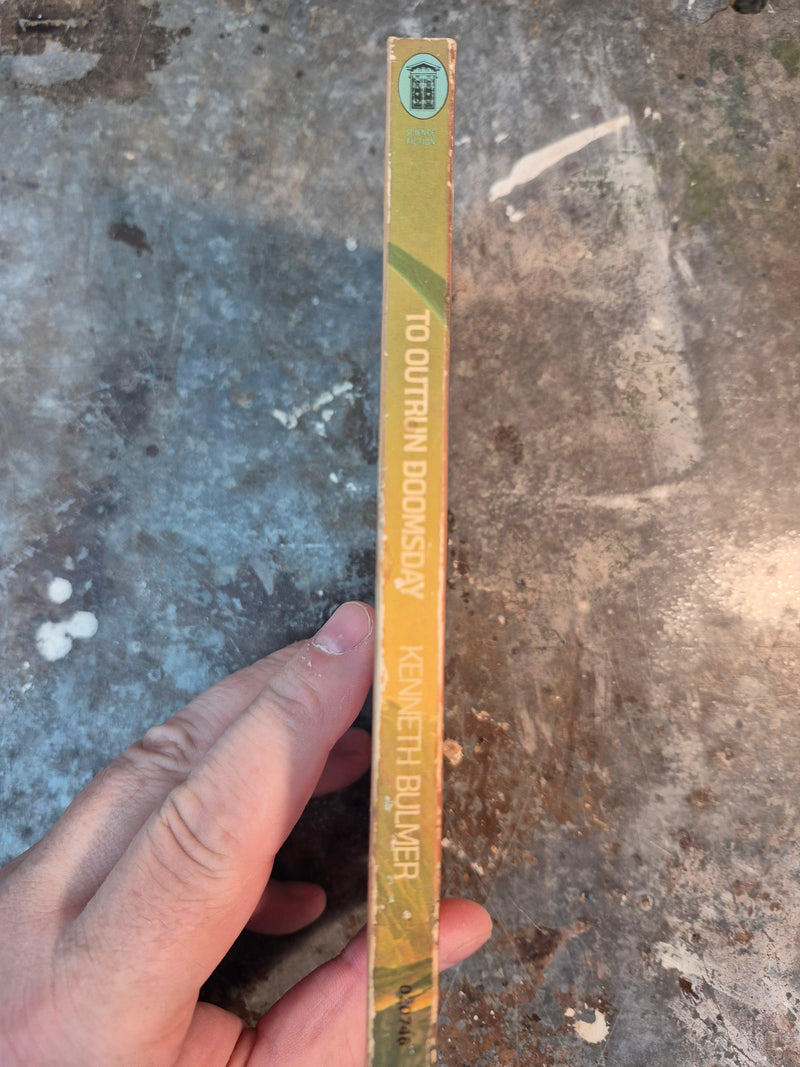 SCIENCE
FICTION
TO OUTRUN DOOMSDAY
KENNETH BULMER